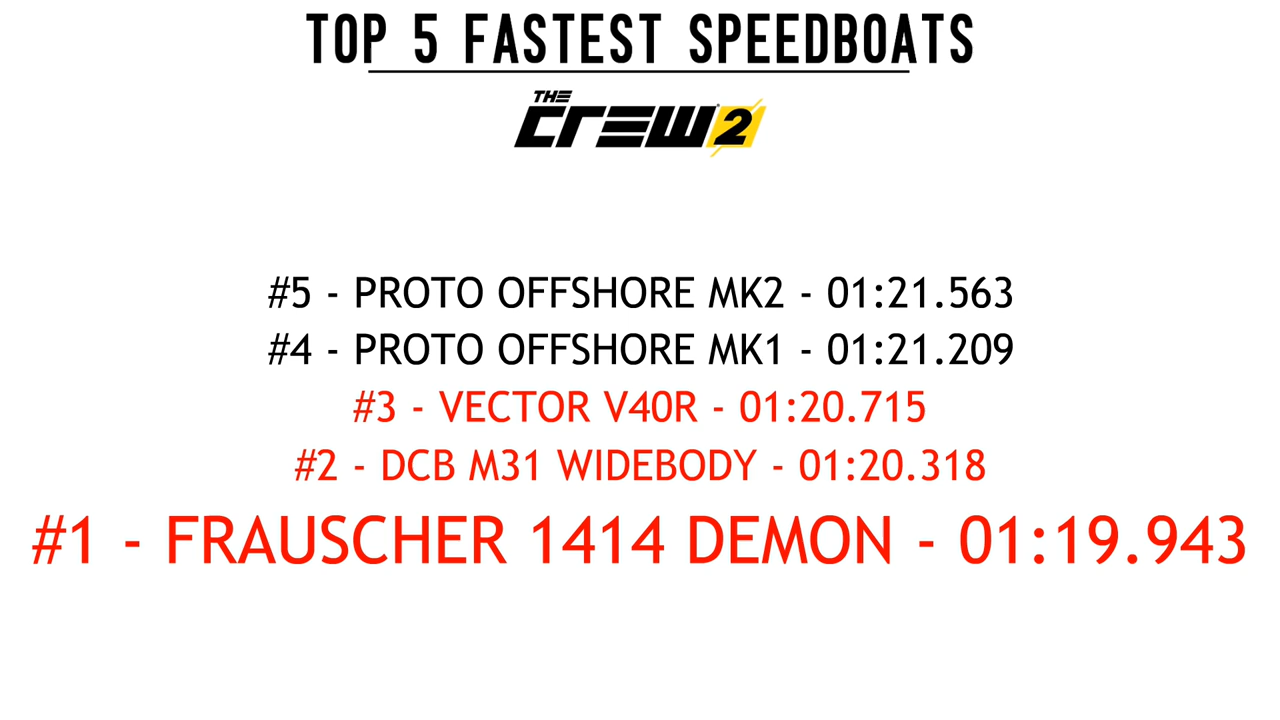 TOP 5 FASTEST SPEEDBOATS
THE
CREW 2
#5 - PROTO OFFSHORE MK2 - 01:21.563
#4 - PROTO OFFSHORE MK1 - 01:21.209
#3 - VECTOR V40R - 01:20.715
#2 - DCB M31 WIDEBODY - 01:20.318
#1 - FRAUSCHER 1414 DEMON - 01:19.943